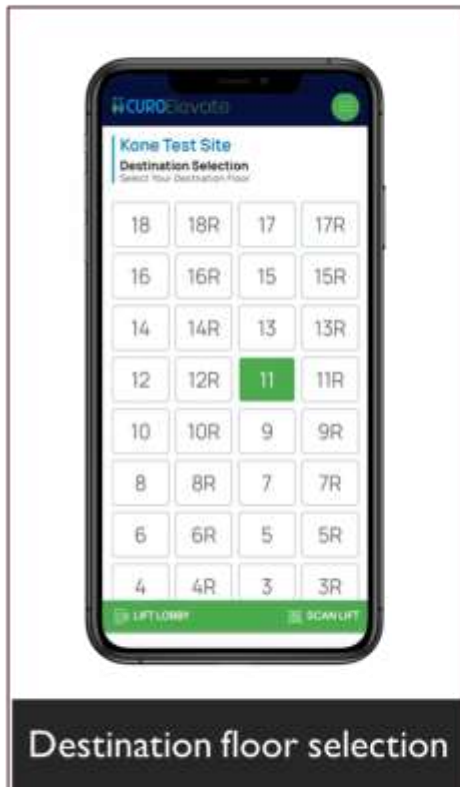 CUROElevate
Kone Test Site
Destination Selection
Select Your Destination Floor
18 18R 17 17R
16 16R 15 15R
14 14R 13 13R
12 12R 11 11R
10 10R 9 9R
8 8R 7 7R
6 6R 5 5R
4 4R 3 3R
LIFT LOBBY SCAN LIFT
Destination floor selection